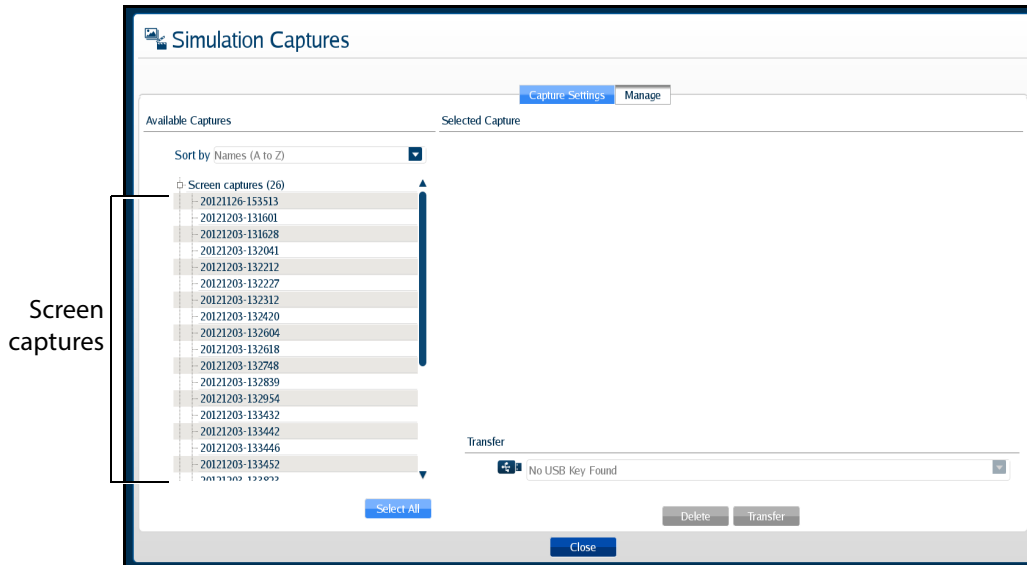 Simulation Captures
Capture Settings Manage
Available Captures
Selected Capture
Sort by Names (A to Z)
Screen captures (26)
20121126-153513
20121203-131601
20121203-131628
20121203-132041
20121203-132212
20121203-132227
20121203-132312
20121203-132420
20121203-132604
20121203-132618
20121203-132748
20121203-132839
20121203-132954
20121203-133432
20121203-133442
20121203-133446
20121203-133452
20121203-133823
Screen
captures
Transfer
No USB Key Found
Select All
Delete Transfer
Close